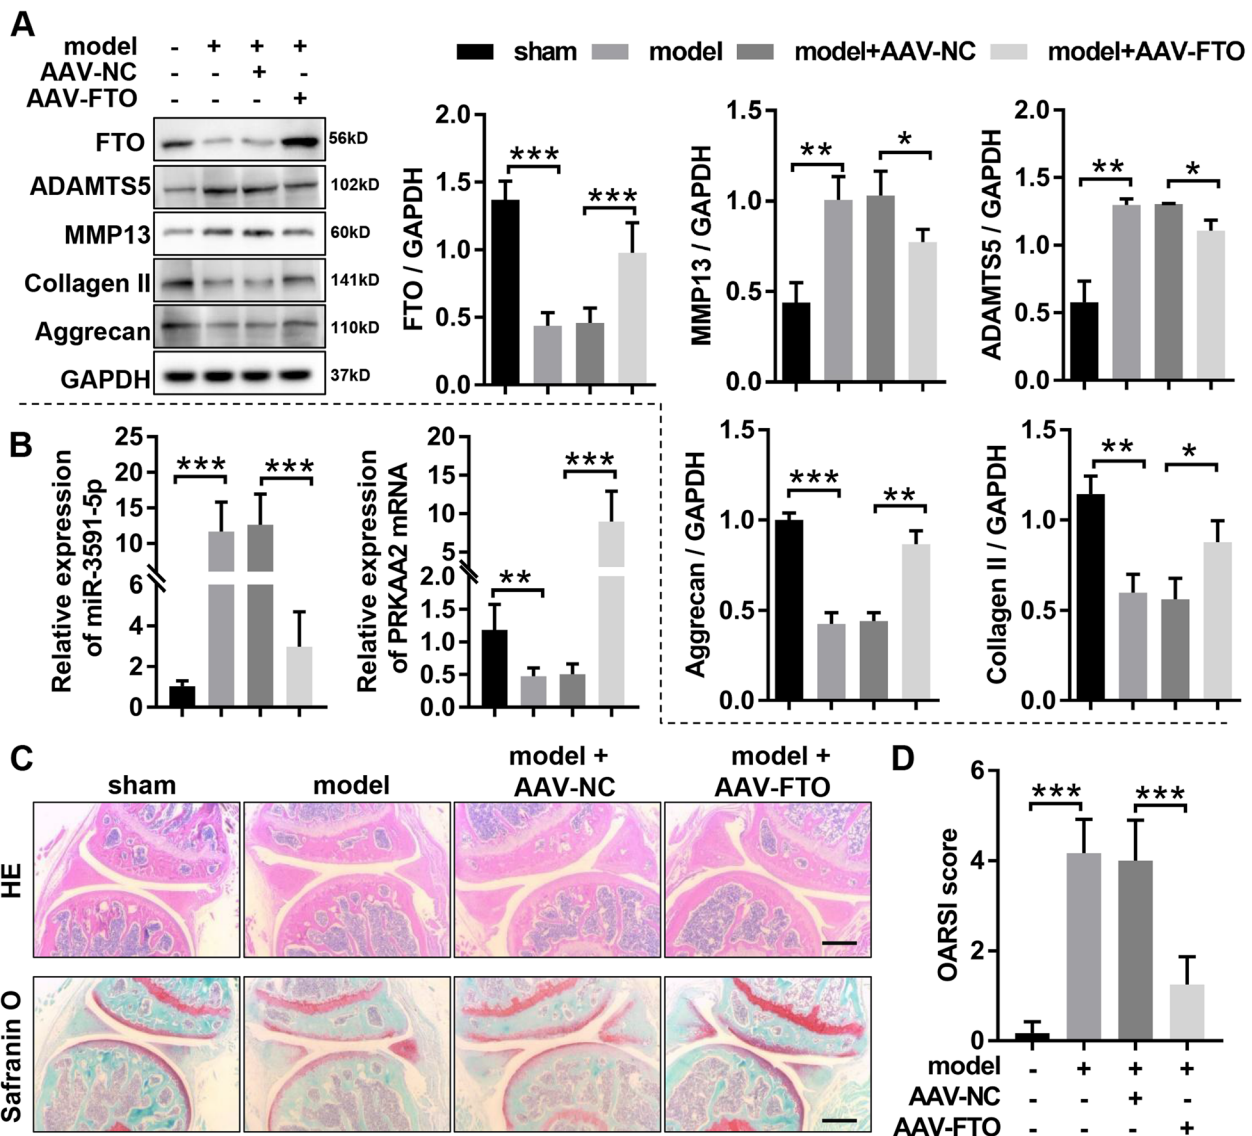 A
model - + + +
AAV-NC - - + -
AAV-FTO - - - +
FTO 56kD
ADAMTS5 102kD
MMP13 60kD
Collagen II 141kD
Aggrecan 110kD
GAPDH 37kD
sham model model+AAV-NC model+AAV-FTO
FTO / GAPDH
2.0
1.5
1.0
0.5
0.0
***
***
MMP13 / GAPDH
1.5
1.0
0.5
0.0
**
*
ADAMTS5 / GAPDH
2.0
1.5
1.0
0.5
0.0
**
*
B
Relative expression
of miR-3591-5p
25
20
15
10
6
4
2
0
***
***
Relative expression
of PRKAA2 mRNA
20
15
10
5
2.0
1.5
1.0
0.5
0.0
**
***
Aggrecan / GAPDH
1.5
1.0
0.5
0.0
***
**
Collagen II / GAPDH
1.5
1.0
0.5
0.0
**
*
C
sham
model
model +
AAV-NC
model +
AAV-FTO
HE
Safranin O
D
OARSI score
6
4
2
0
***
***
model - + + +
AAV-NC - - + -
AAV-FTO - - - +